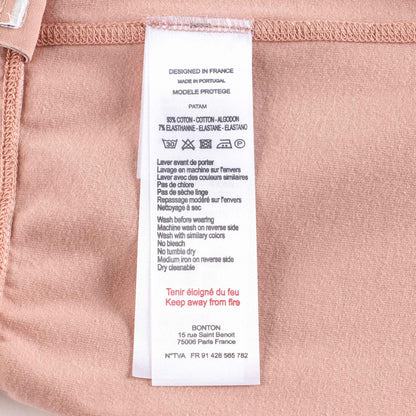 DESIGNED IN FRANCE
MADE IN PORTUGAL
MODELE PROTEGE
PATAM
93% COTON - COTTON - ALGODON
7% ELASTHANNE - ELASTANE - ELASTANO
Laver avant de porter
Lavage en machine sur l'envers
Laver avec des couleurs similaires
Pas de chlore
Pas de sèche linge
Repassage modéré sur l'envers
Nettoyage à sec
Wash before wearing
Machine wash on reverse side
Wash with similary colors
No bleach
No tumble dry
Medium iron on reverse side
Dry cleanable
Tenir éloigné du feu
Keep away from fire
BONTON
15 rue Saint Benoit
75006 Paris FRANCE
N°TVA FR 91 428 565 782